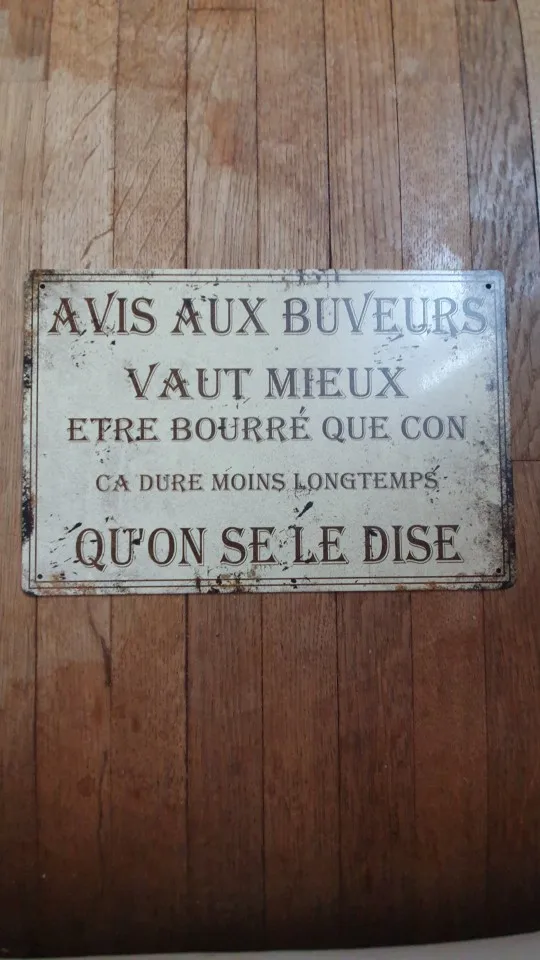 AVIS AUX BUVEURS
VAUT MIEUX
ETRE BOURRÉ QUE CON
CA DURE MOINS LONGTEMPS
QU'ON SE LE DISE